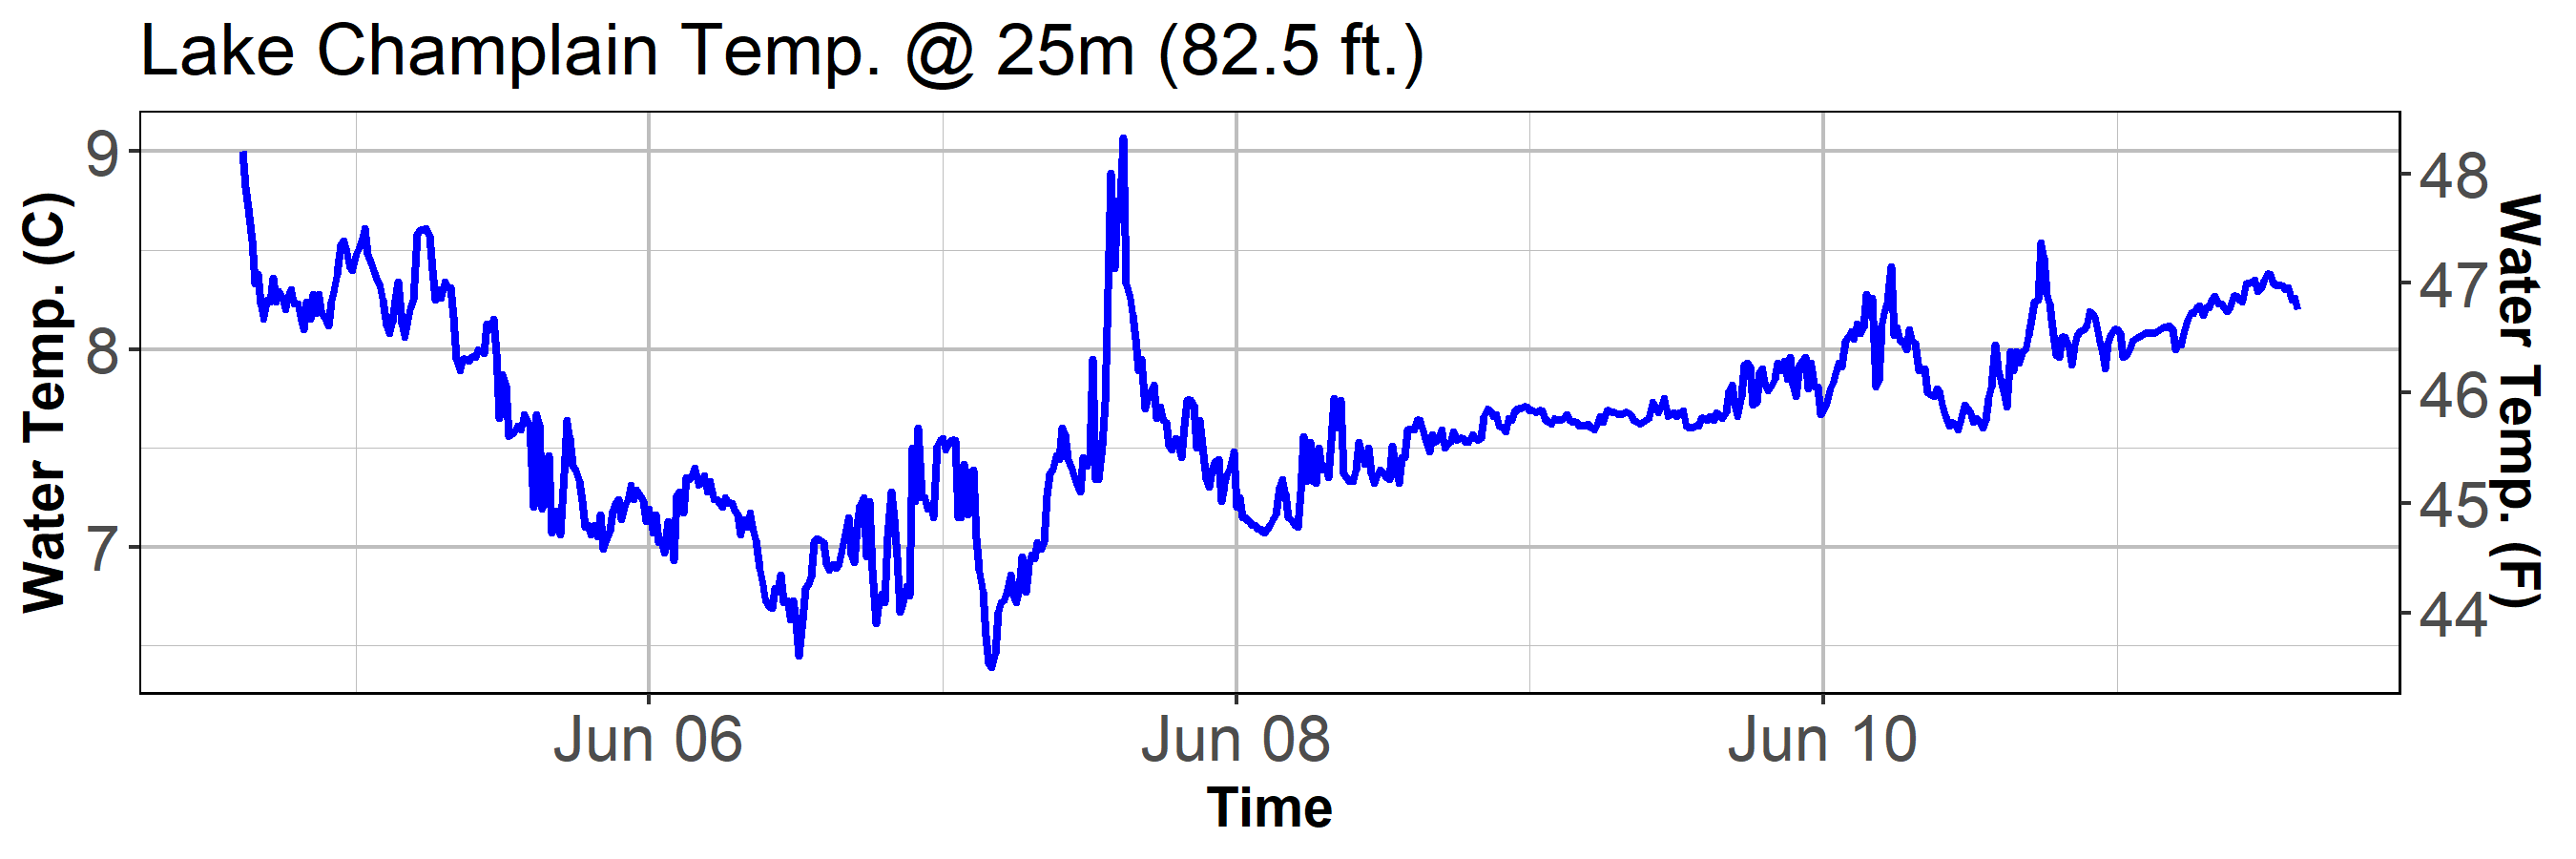 Lake Champlain Temp. @ 25m (82.5 ft.)
Water Temp. (C)
9
8
7
48
47
46
45
44
Water Temp. (F)
Jun 06
Jun 08
Jun 10
Time